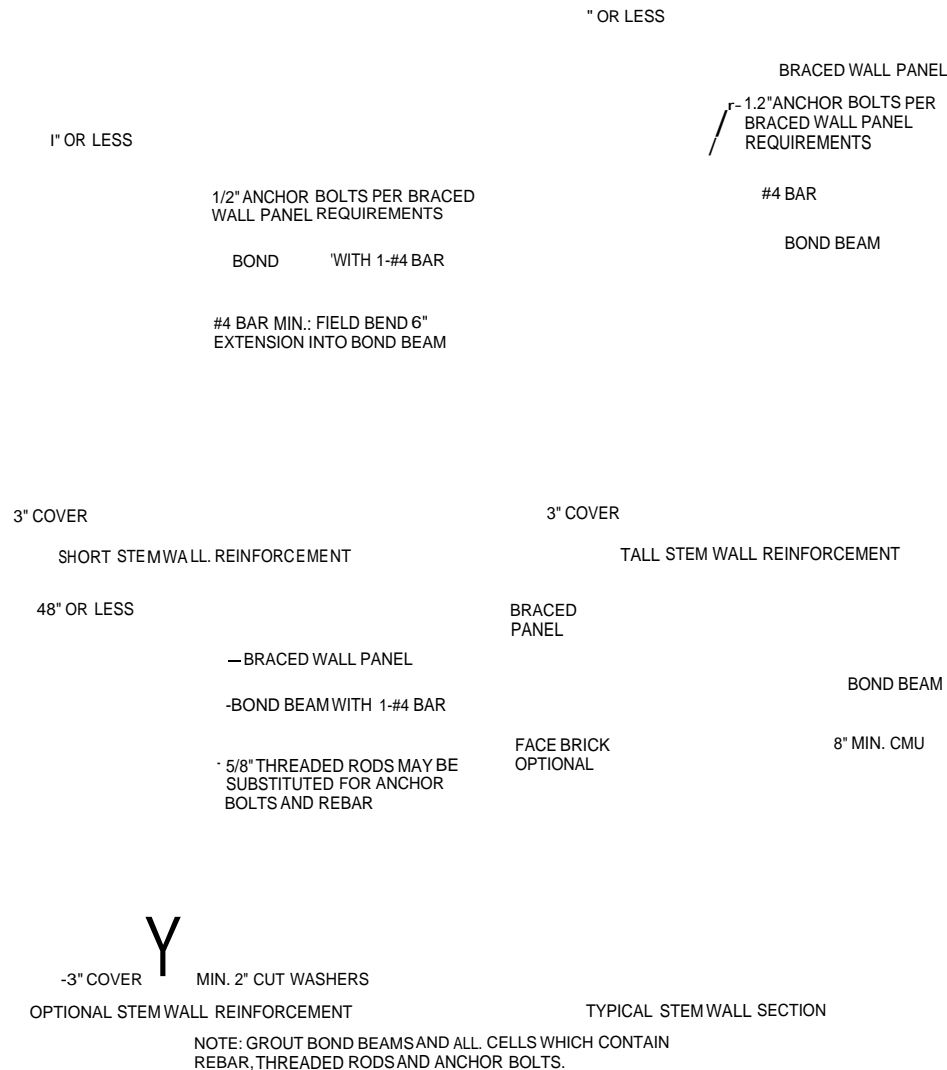 " OR LESS
BRACED WALL PANEL
r- 1.2" ANCHOR BOLTS PER
BRACED WALL PANEL
REQUIREMENTS
I" OR LESS
1/2" ANCHOR BOLTS PER BRACED
WALL PANEL REQUIREMENTS
#4 BAR
BOND BEAM
BOND 'WITH 1-#4 BAR
#4 BAR MIN.: FIELD BEND 6"
EXTENSION INTO BOND BEAM
3" COVER
3" COVER
SHORT STEM WALL. REINFORCEMENT
TALL STEM WALL REINFORCEMENT
48" OR LESS
BRACED
PANEL
—BRACED WALL PANEL
-BOND BEAM WITH 1-#4 BAR
BOND BEAM
FACE BRICK
OPTIONAL
8" MIN. CMU
5/8" THREADED RODS MAY BE
SUBSTITUTED FOR ANCHOR
BOLTS AND REBAR
Y
-3" COVER
MIN. 2" CUT WASHERS
OPTIONAL STEM WALL REINFORCEMENT
TYPICAL STEM WALL SECTION
NOTE: GROUT BOND BEAMS AND ALL. CELLS WHICH CONTAIN
REBAR, THREADED RODS AND ANCHOR BOLTS.